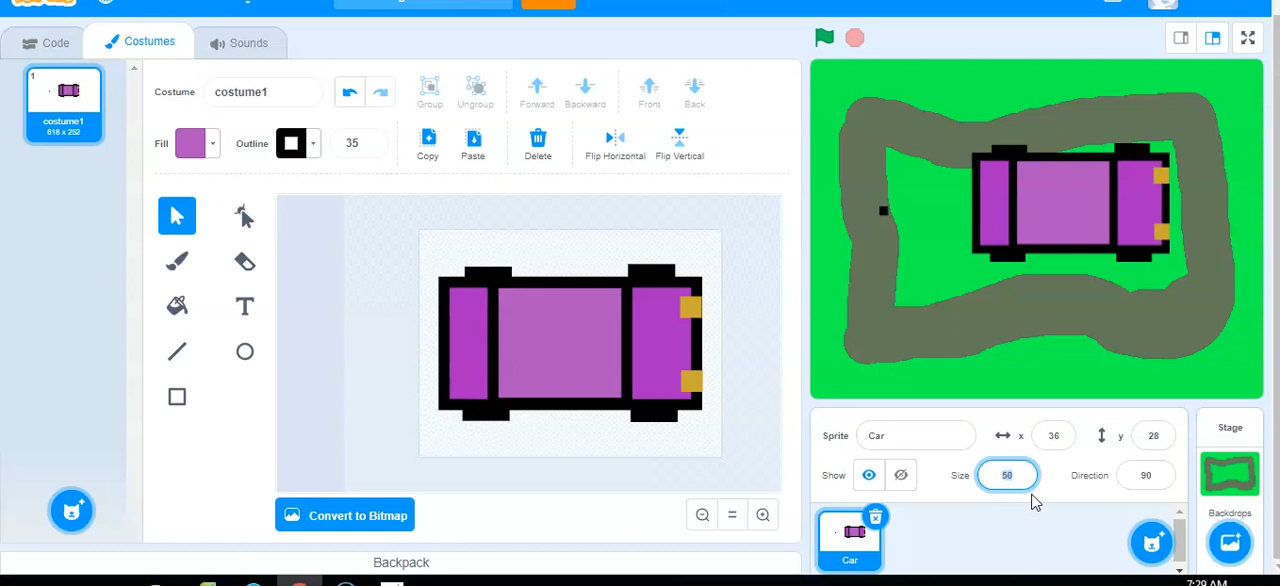 Code
Costumes
Sounds
1
costume1
618 x 252
Costume
costume1
Group
Ungroup
Forward
Backward
Front
Back
Fill
Outline
35
Copy
Paste
Delete
Flip Horizontal
Flip Vertical
T
Convert to Bitmap
Sprite
Car
x
36
y
28
Show
Size
50
Direction
90
Stage
Backdrops
Car
Backpack
7:29 AM